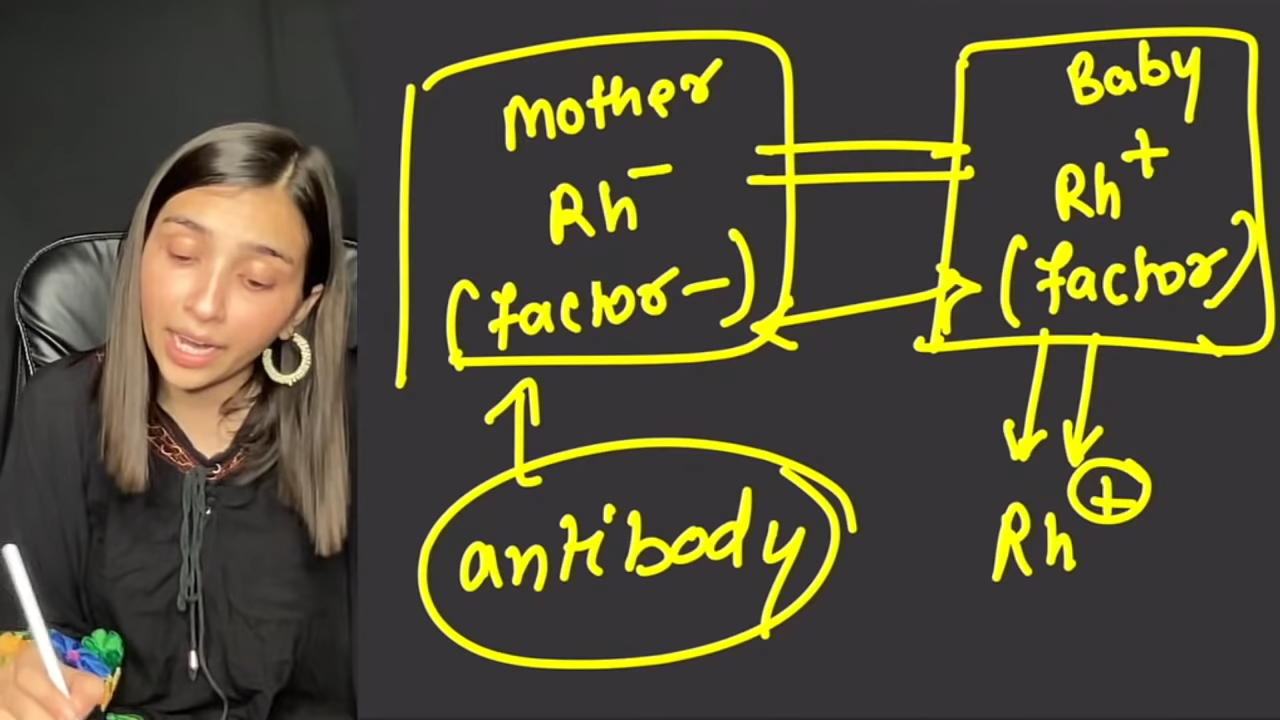 Mother
Rh⁻
(factor -)
antibody
Baby
Rh⁺
(factor)
Rh⊕